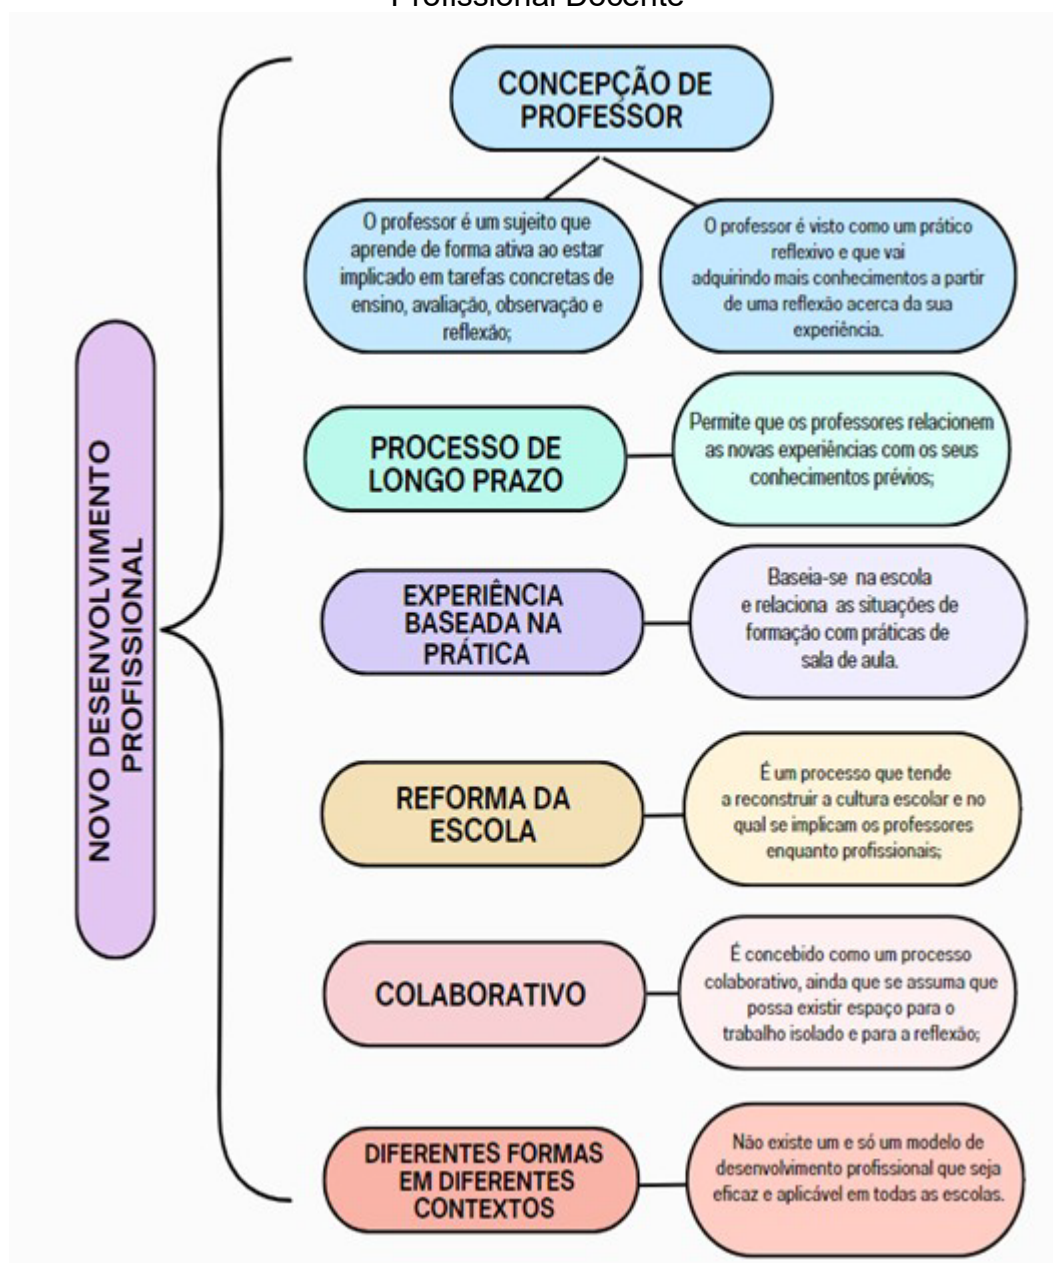 Profissional Docente
CONCEPÇÃO DE
PROFESSOR
O professor é um sujeito que
aprende de forma ativa ao estar
implicado em tarefas concretas de
ensino, avaliação, observação e
reflexão;
O professor é visto como um prático
reflexivo e que vai
adquirindo mais conhecimentos a partir
de uma reflexão acerca da sua
experiência.
NOVO DESENVOLVIMENTO
PROFISSIONAL
PROCESSO DE
LONGO PRAZO
Permite que os professores relacionem
as novas experiências com os seus
conhecimentos prévios;
EXPERIÊNCIA
BASEADA NA
PRÁTICA
Baseia-se na escola
e relaciona as situações de
formação com práticas de
sala de aula.
REFORMA DA
ESCOLA
É um processo que tende
a reconstruir a cultura escolar e no
qual se implicam os professores
enquanto profissionais;
COLABORATIVO
É concebido como um processo
colaborativo, ainda que se assuma que
possa existir espaço para o
trabalho isolado e para a reflexão;
DIFERENTES FORMAS
EM DIFERENTES
CONTEXTOS
Não existe um e só um modelo de
desenvolvimento profissional que seja
eficaz e aplicável em todas as escolas.